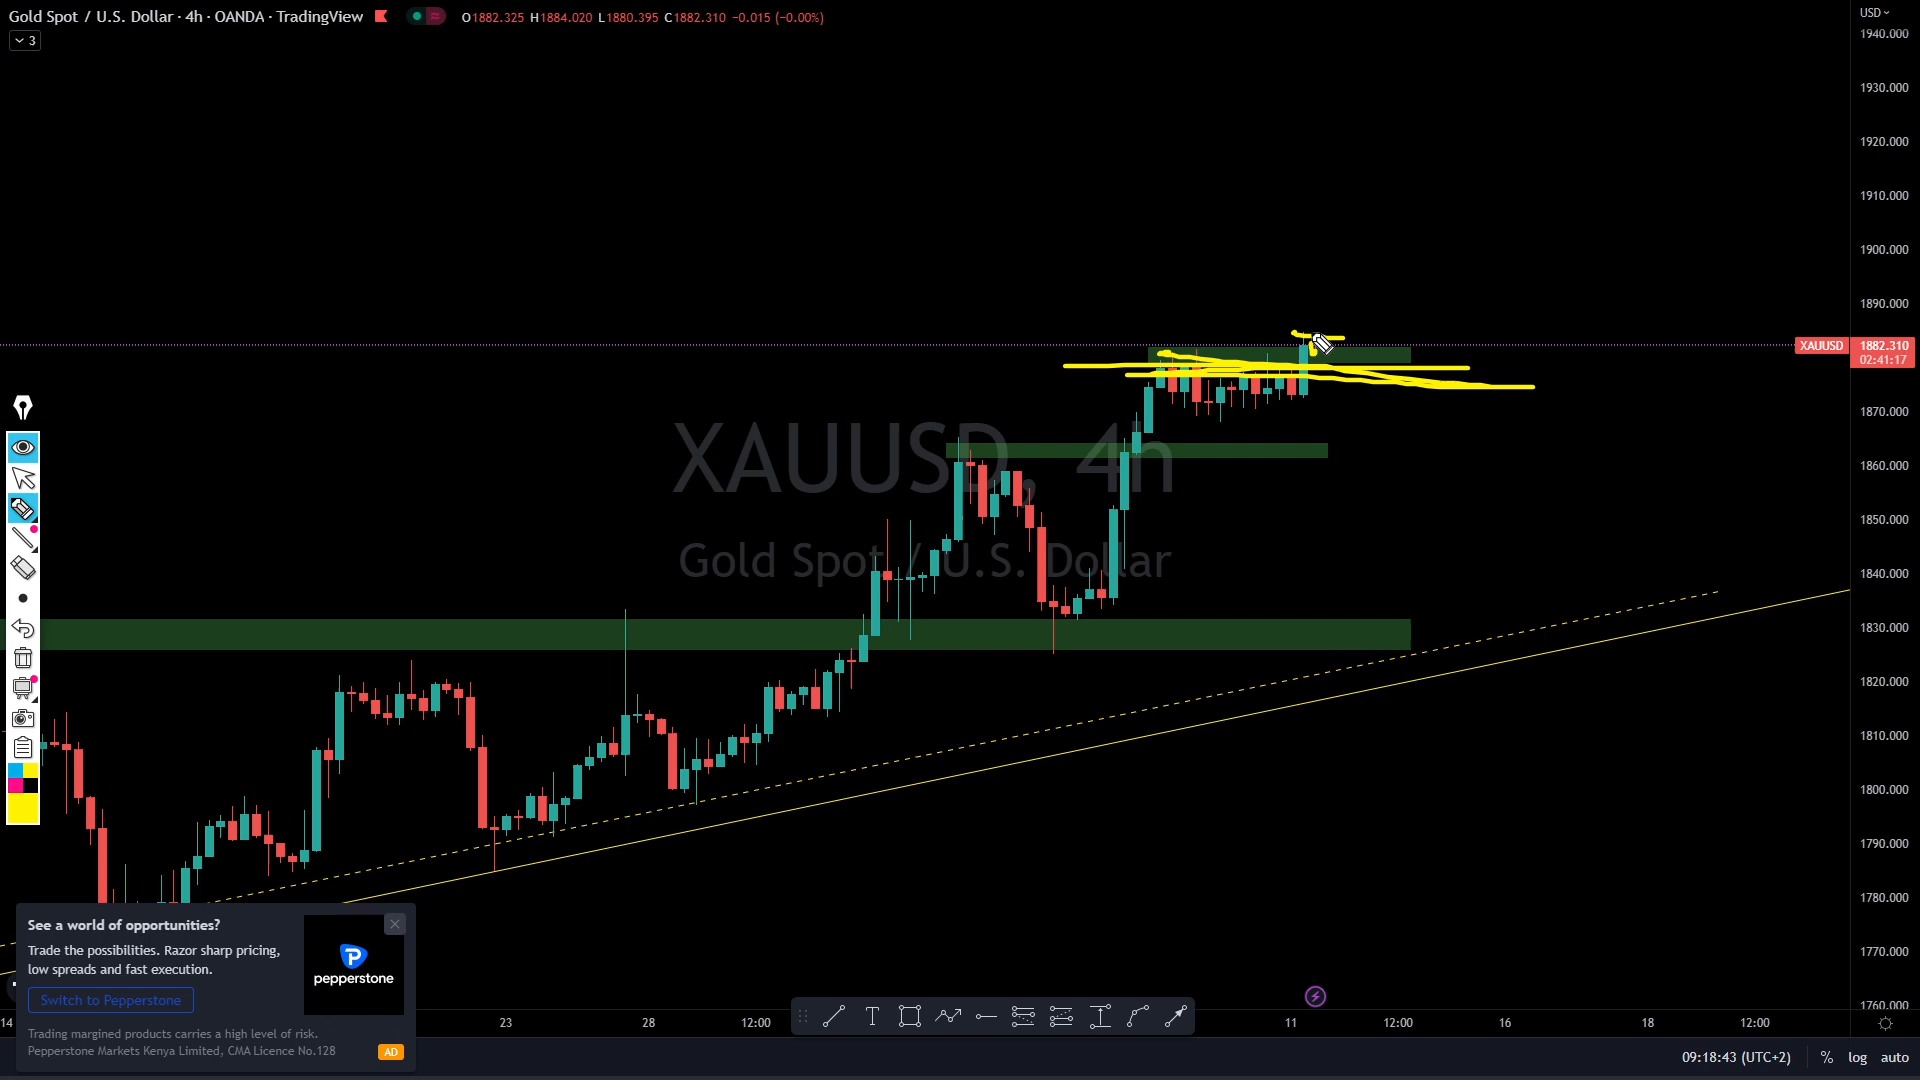 Gold Spot / U.S. Dollar · 4h · OANDA · TradingView O1882.325 H1884.020 L1880.395 C1882.310 −0.015 (−0.00%)
3
USD
1940.000
1930.000
1920.000
1910.000
1900.000
1890.000
XAUUSD 1882.310
02:41:17
1870.000
1860.000
1850.000
1840.000
1830.000
1820.000
1810.000
1800.000
1790.000
1780.000
1770.000
1760.000
XAUUSD, 4h
Gold Spot / U.S. Dollar
See a world of opportunities?
Trade the possibilities. Razor sharp pricing,
low spreads and fast execution.
Switch to Pepperstone
pepperstone
Trading margined products carries a high level of risk.
Pepperstone Markets Kenya Limited, CMA Licence No.128
AD
14 23 28 12:00 11 12:00 16 18 12:00
09:18:43 (UTC+2) % log auto